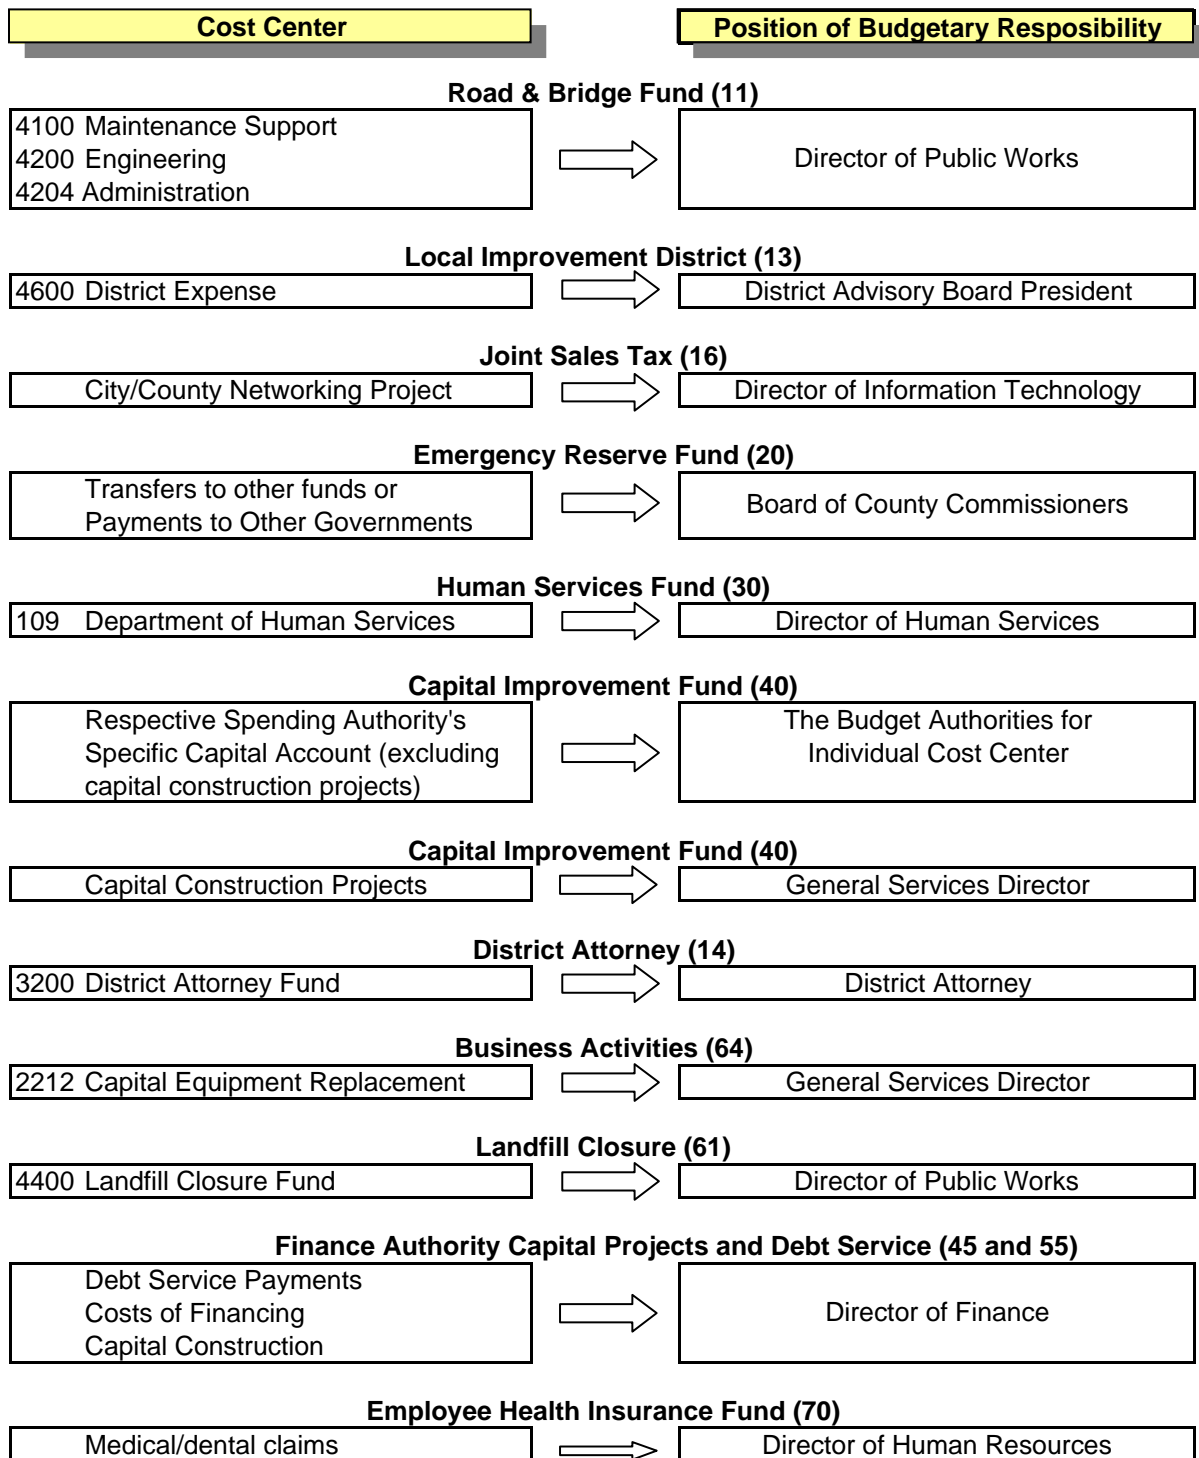 Cost Center
Position of Budgetary Resposibility
Road & Bridge Fund (11)
4100 Maintenance Support
4200 Engineering
4204 Administration
Director of Public Works
Local Improvement District (13)
4600 District Expense
District Advisory Board President
Joint Sales Tax (16)
City/County Networking Project
Director of Information Technology
Emergency Reserve Fund (20)
Transfers to other funds or
Payments to Other Governments
Board of County Commissioners
Human Services Fund (30)
109 Department of Human Services
Director of Human Services
Capital Improvement Fund (40)
Respective Spending Authority's
Specific Capital Account (excluding
capital construction projects)
The Budget Authorities for
Individual Cost Center
Capital Improvement Fund (40)
Capital Construction Projects
General Services Director
District Attorney (14)
3200 District Attorney Fund
District Attorney
Business Activities (64)
2212 Capital Equipment Replacement
General Services Director
Landfill Closure (61)
4400 Landfill Closure Fund
Director of Public Works
Finance Authority Capital Projects and Debt Service (45 and 55)
Debt Service Payments
Costs of Financing
Capital Construction
Director of Finance
Employee Health Insurance Fund (70)
Medical/dental claims
Director of Human Resources